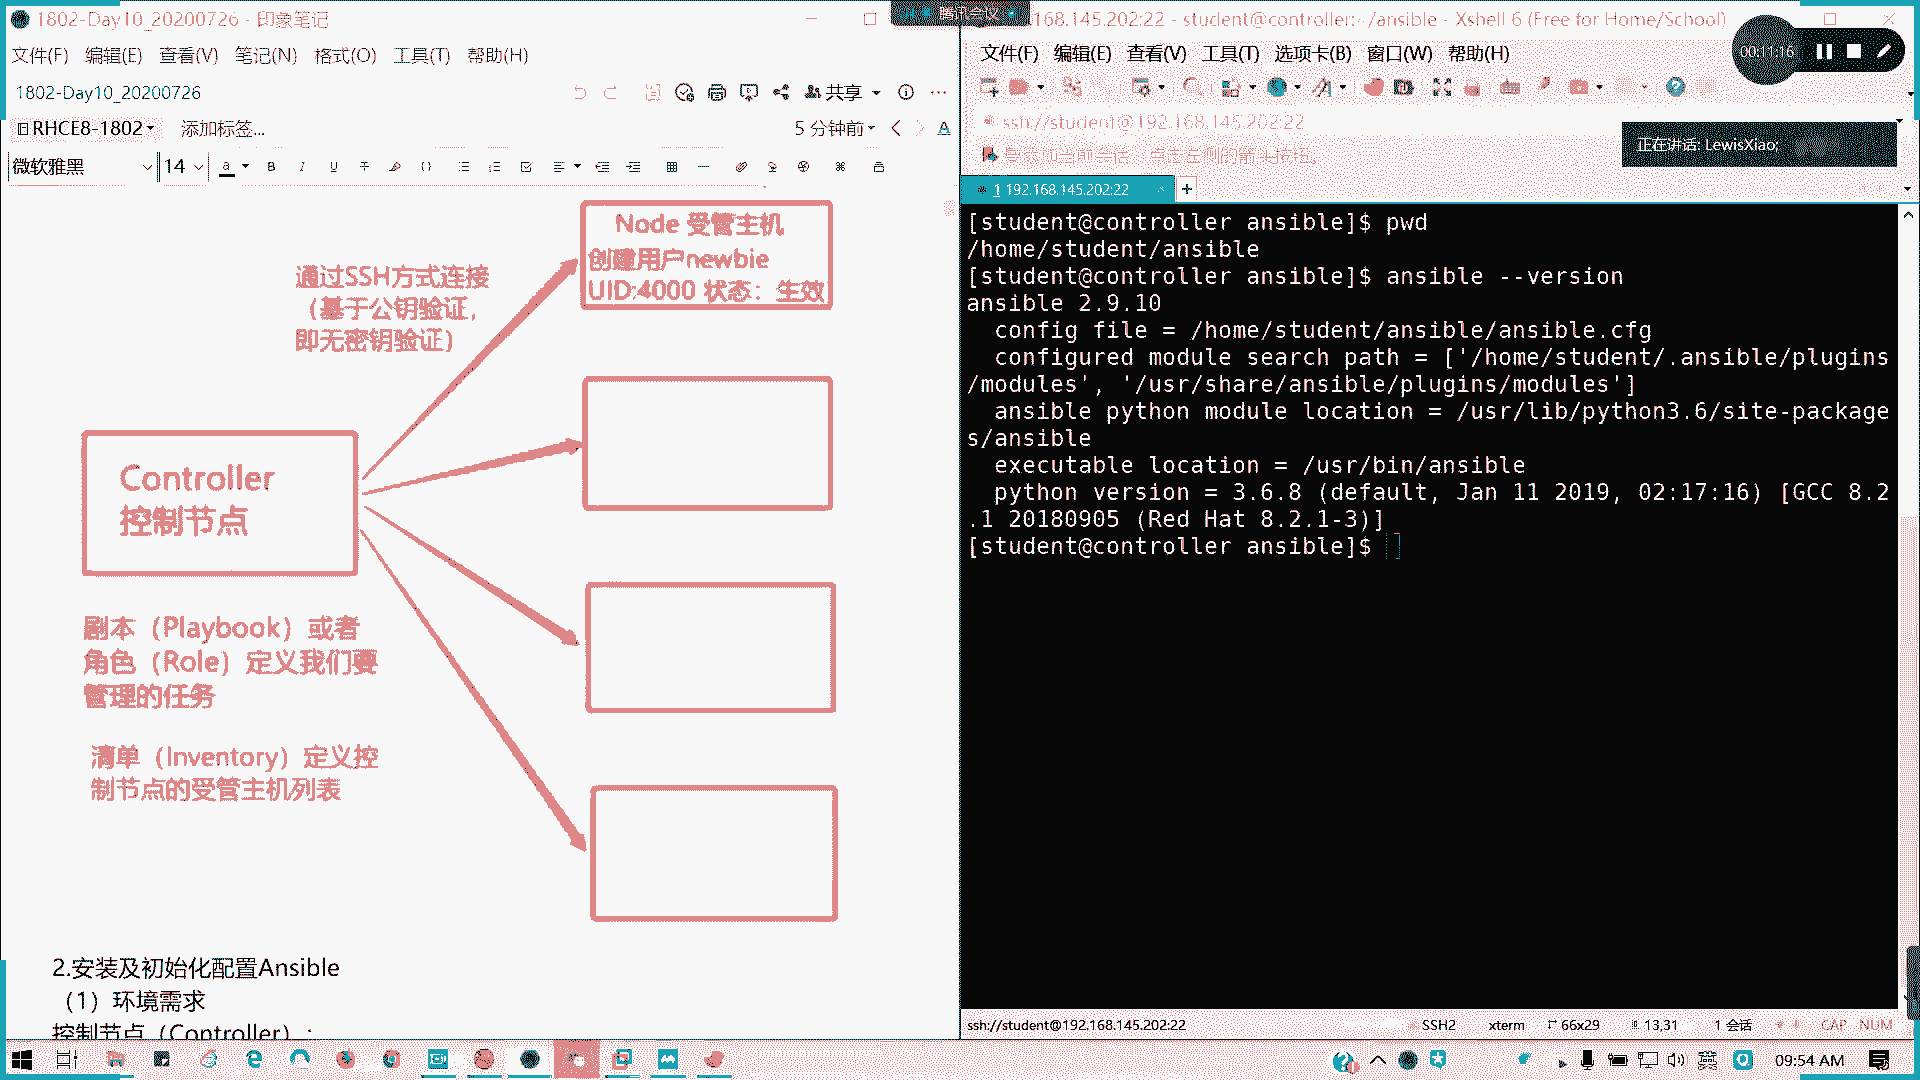 1802-Day10_20200726 - 印象笔记
文件(F) 编辑(E) 查看(V) 笔记(N) 格式(O) 工具(T) 帮助(H)
1802-Day10_20200726
共享
RHCE8-1802
添加标签...
5 分钟前
微软雅黑
14
Node 受管主机
创建用户newbie
UID:4000 状态：生效
通过SSH方式连接
（基于公钥验证，
即无密钥验证）
Controller
控制节点
剧本（Playbook）或者
角色（Role）定义我们要
管理的任务
清单（Inventory）定义控
制节点的受管主机列表
2.安装及初始化配置Ansible
（1）环境需求
控制节点（Controller）:
腾讯会议
168.145.202:22 - student@controller:~/ansible - Xshell 6 (Free for Home/School)
00:11:16
文件(F) 编辑(E) 查看(V) 工具(T) 选项卡(B) 窗口(W) 帮助(H)
ssh://student@192.168.145.202:22
正在讲话: LewisXiao;
1 192.168.145.202:22
[student@controller ansible]$ pwd
/home/student/ansible
[student@controller ansible]$ ansible --version
ansible 2.9.10
  config file = /home/student/ansible/ansible.cfg
  configured module search path = ['/home/student/.ansible/plugins
/modules', '/usr/share/ansible/plugins/modules']
  ansible python module location = /usr/lib/python3.6/site-package
s/ansible
  executable location = /usr/bin/ansible
  python version = 3.6.8 (default, Jan 11 2019, 02:17:16) [GCC 8.2
.1 20180905 (Red Hat 8.2.1-3)]
[student@controller ansible]$
ssh://student@192.168.145.202:22
SSH2
xterm
66x29
13,31
1 会话
CAP NUM
英
09:54 AM